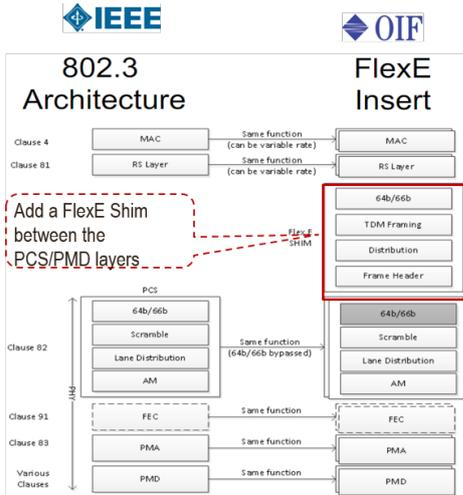 IEEE
OIF
802.3
Architecture
FlexE
Insert
Clause 4
MAC
Same function
(can be variable rate)
MAC
Clause 81
RS Layer
Same function
(can be variable rate)
RS Layer
Add a FlexE Shim
between the
PCS/PMD layers
Flex E
SHIM
64b/66b
TDM Framing
Distribution
Frame Header
PHY
PCS
Clause 82
64b/66b
Scramble
Lane Distribution
AM
Same function
(64b/66b bypassed)
64b/66b
Scramble
Lane Distribution
AM
Clause 91
FEC
Same function
FEC
Clause 83
PMA
Same function
PMA
Various
Clauses
PMD
Same function
PMD